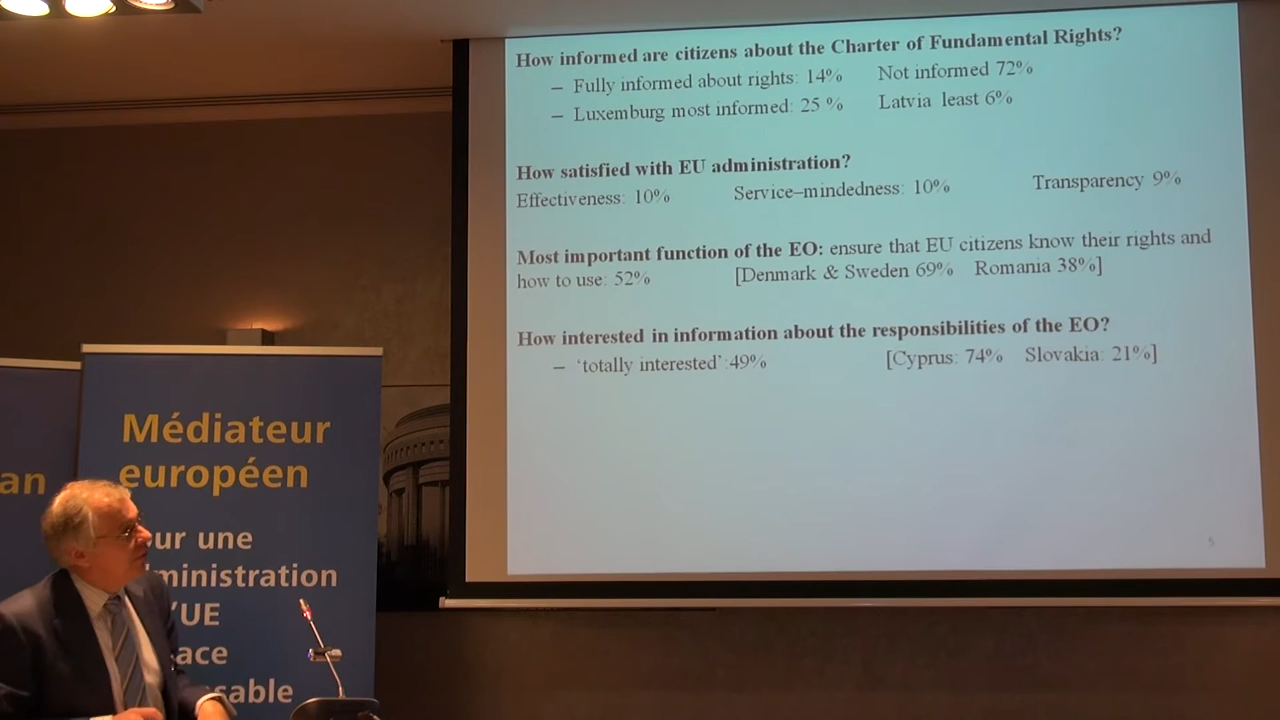 How informed are citizens about the Charter of Fundamental Rights?
– Fully informed about rights: 14% Not informed 72%
– Luxemburg most informed: 25 % Latvia least 6%
How satisfied with EU administration?
Effectiveness: 10% Service–mindedness: 10% Transparency 9%
Most important function of the EO: ensure that EU citizens know their rights and
how to use: 52% [Denmark & Sweden 69% Romania 38%]
How interested in information about the responsibilities of the EO?
– ‘totally interested’:49% [Cyprus: 74% Slovakia: 21%]
5
an
Médiateur
européen
ur une
ministration
’UE
ace
sable